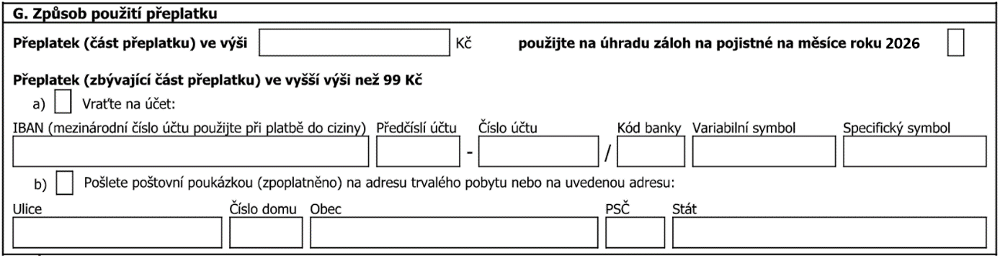 G. Způsob použití přeplatku
Přeplatek (část přeplatku) ve výši Kč použijte na úhradu záloh na pojistné na měsíce roku 2026
Přeplatek (zbývající část přeplatku) ve vyšší výši než 99 Kč
a) Vraťte na účet:
IBAN (mezinárodní číslo účtu použijte při platbě do ciziny) Předčíslí účtu Číslo účtu Kód banky Variabilní symbol Specifický symbol
- /
b) Pošlete poštovní poukázkou (zpoplatněno) na adresu trvalého pobytu nebo na uvedenou adresu:
Ulice Číslo domu Obec PSČ Stát